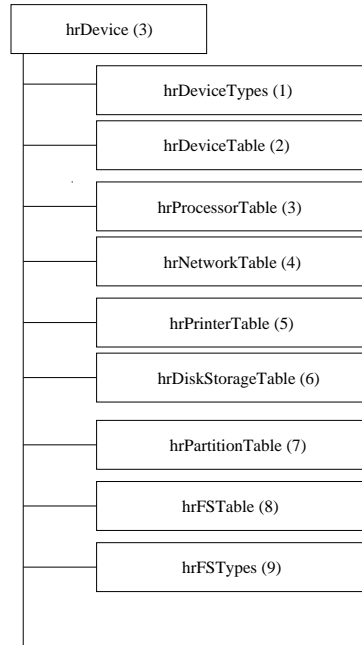 hrDevice (3)
hrDeviceTypes (1)
hrDeviceTable (2)
hrProcessorTable (3)
hrNetworkTable (4)
hrPrinterTable (5)
hrDiskStorageTable (6)
hrPartitionTable (7)
hrFSTable (8)
hrFSTypes (9)